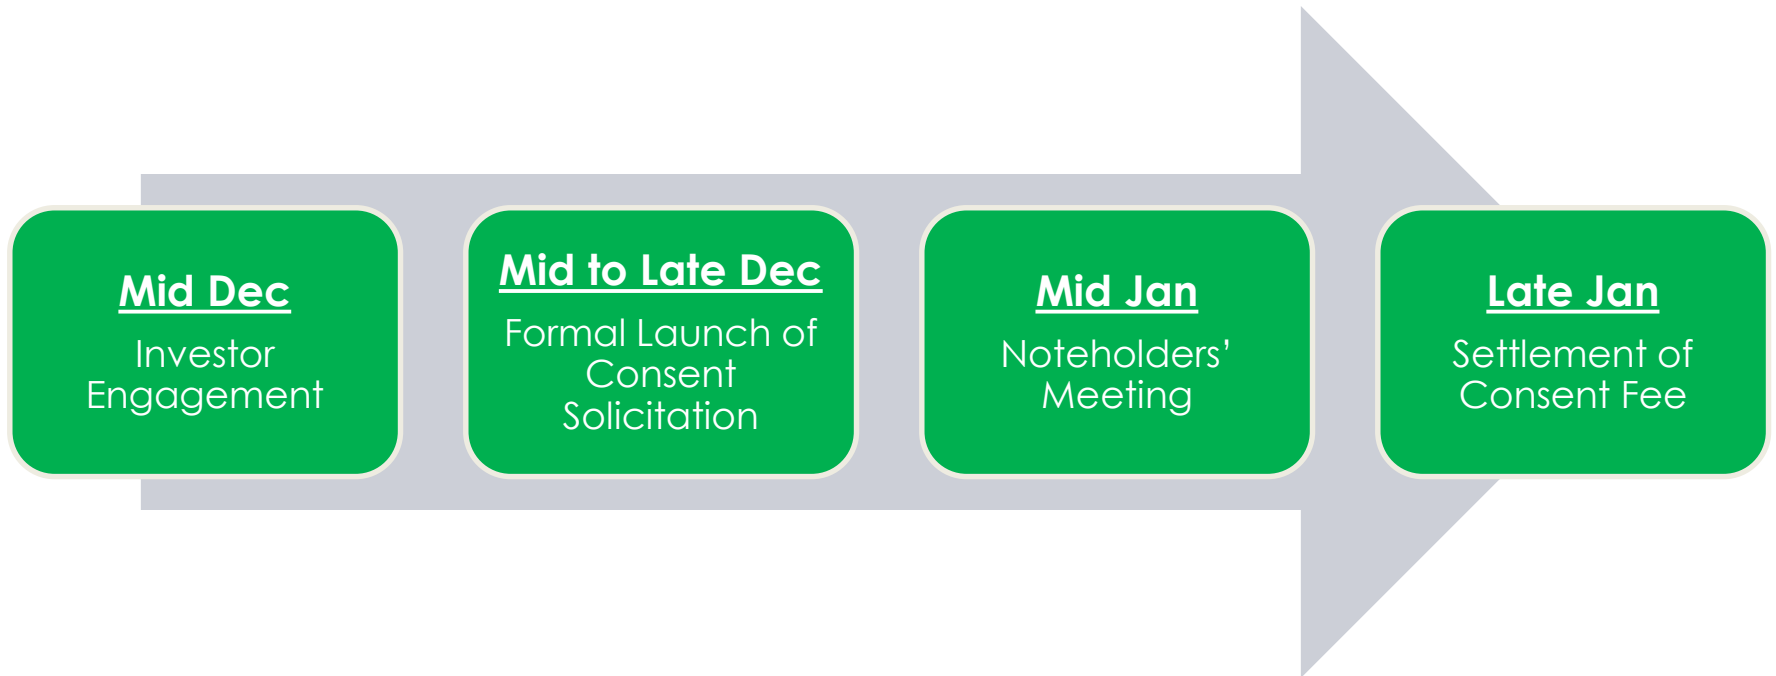 Mid Dec
Investor
Engagement
Mid to Late Dec
Formal Launch of
Consent
Solicitation
Mid Jan
Noteholders’
Meeting
Late Jan
Settlement of
Consent Fee